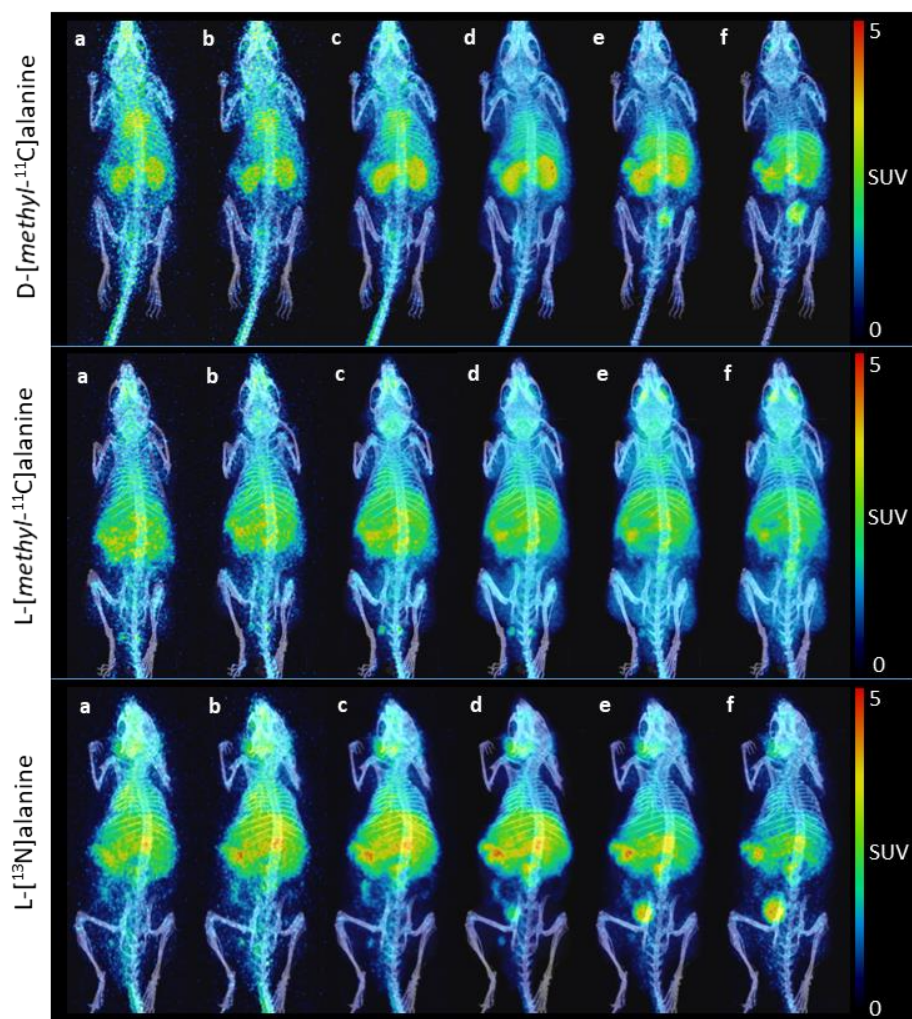 a b c d e f
5
D-[methyl-¹¹C]alanine
SUV
0
a b c d e f
5
L-[methyl-¹¹C]alanine
SUV
0
a b c d e f
5
L-[¹³N]alanine
SUV
0